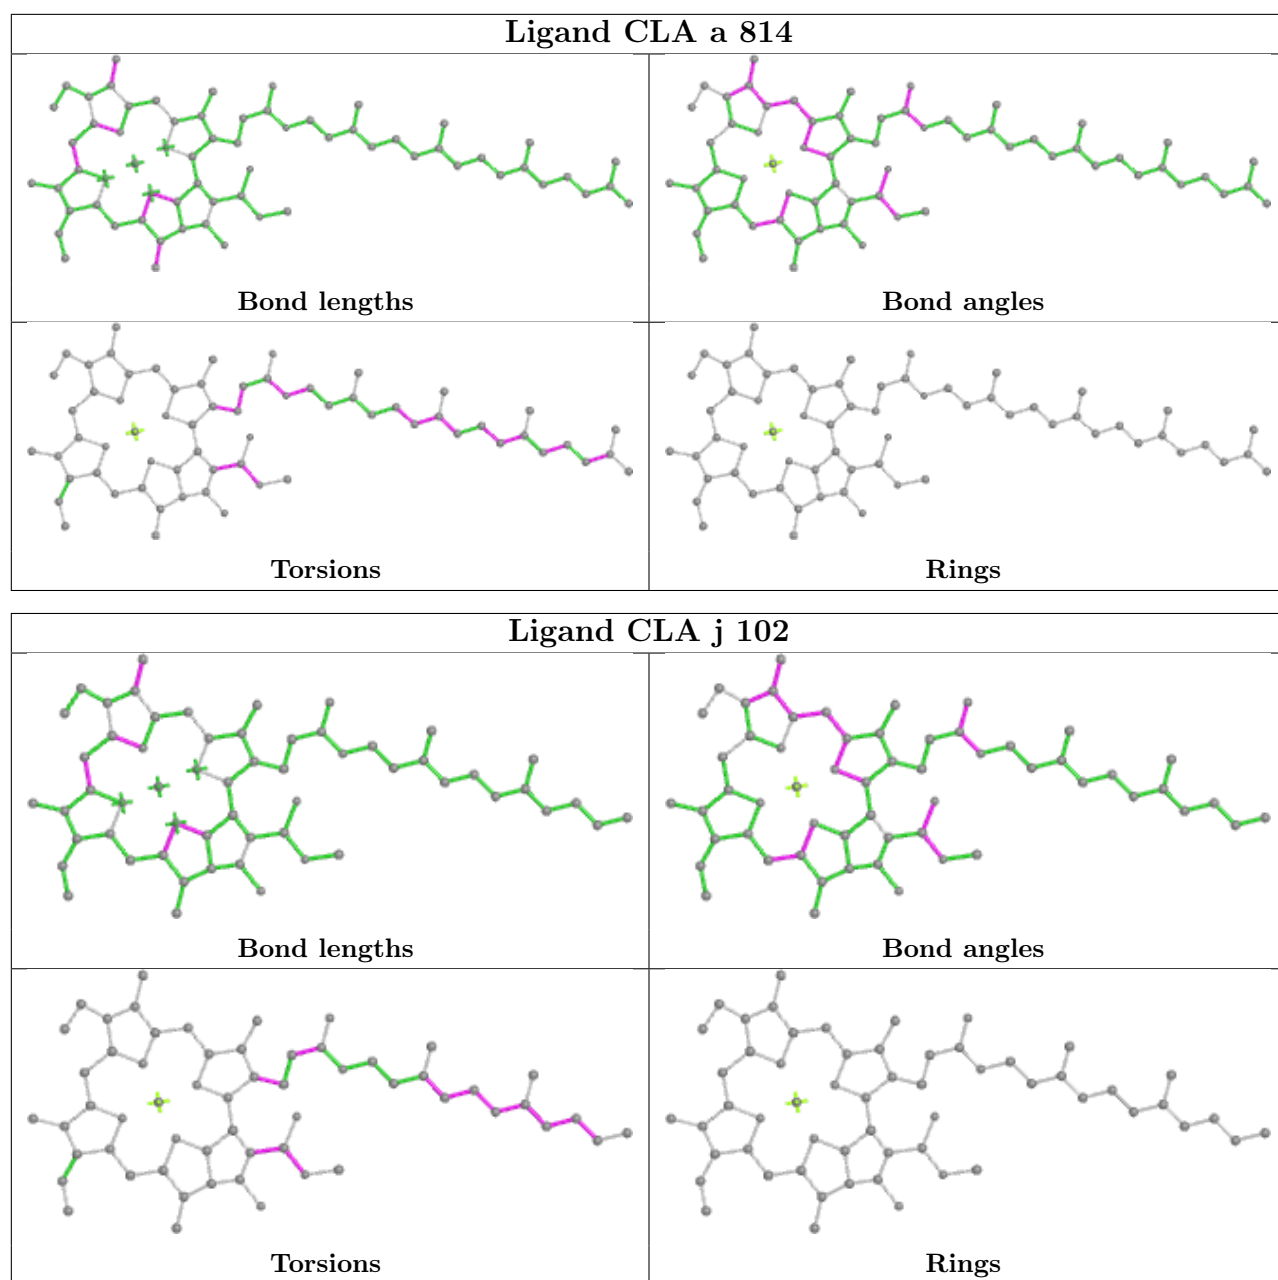 Ligand CLA a 814
Bond lengths
Bond angles
Torsions
Rings
Ligand CLA j 102
Bond lengths
Bond angles
Torsions
Rings